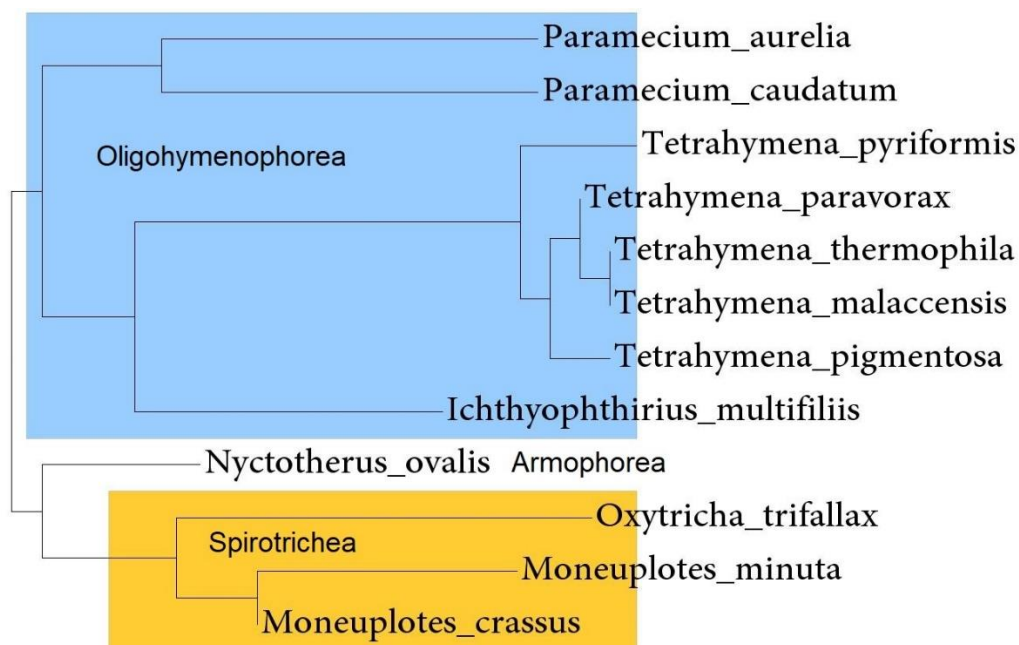 Paramecium_aurelia
Paramecium_caudatum
Tetrahymena_pyriformis
Oligohymenophorea
Tetrahymena_paravorax
Tetrahymena_thermophila
Tetrahymena_malaccensis
Tetrahymena_pigmentosa
Ichthyophthirius_multifiliis
Nyctotherus_ovalis Armophorea
Oxytricha_trifallax
Spirotrichea
Moneuplotes_minuta
Moneuplotes_crassus